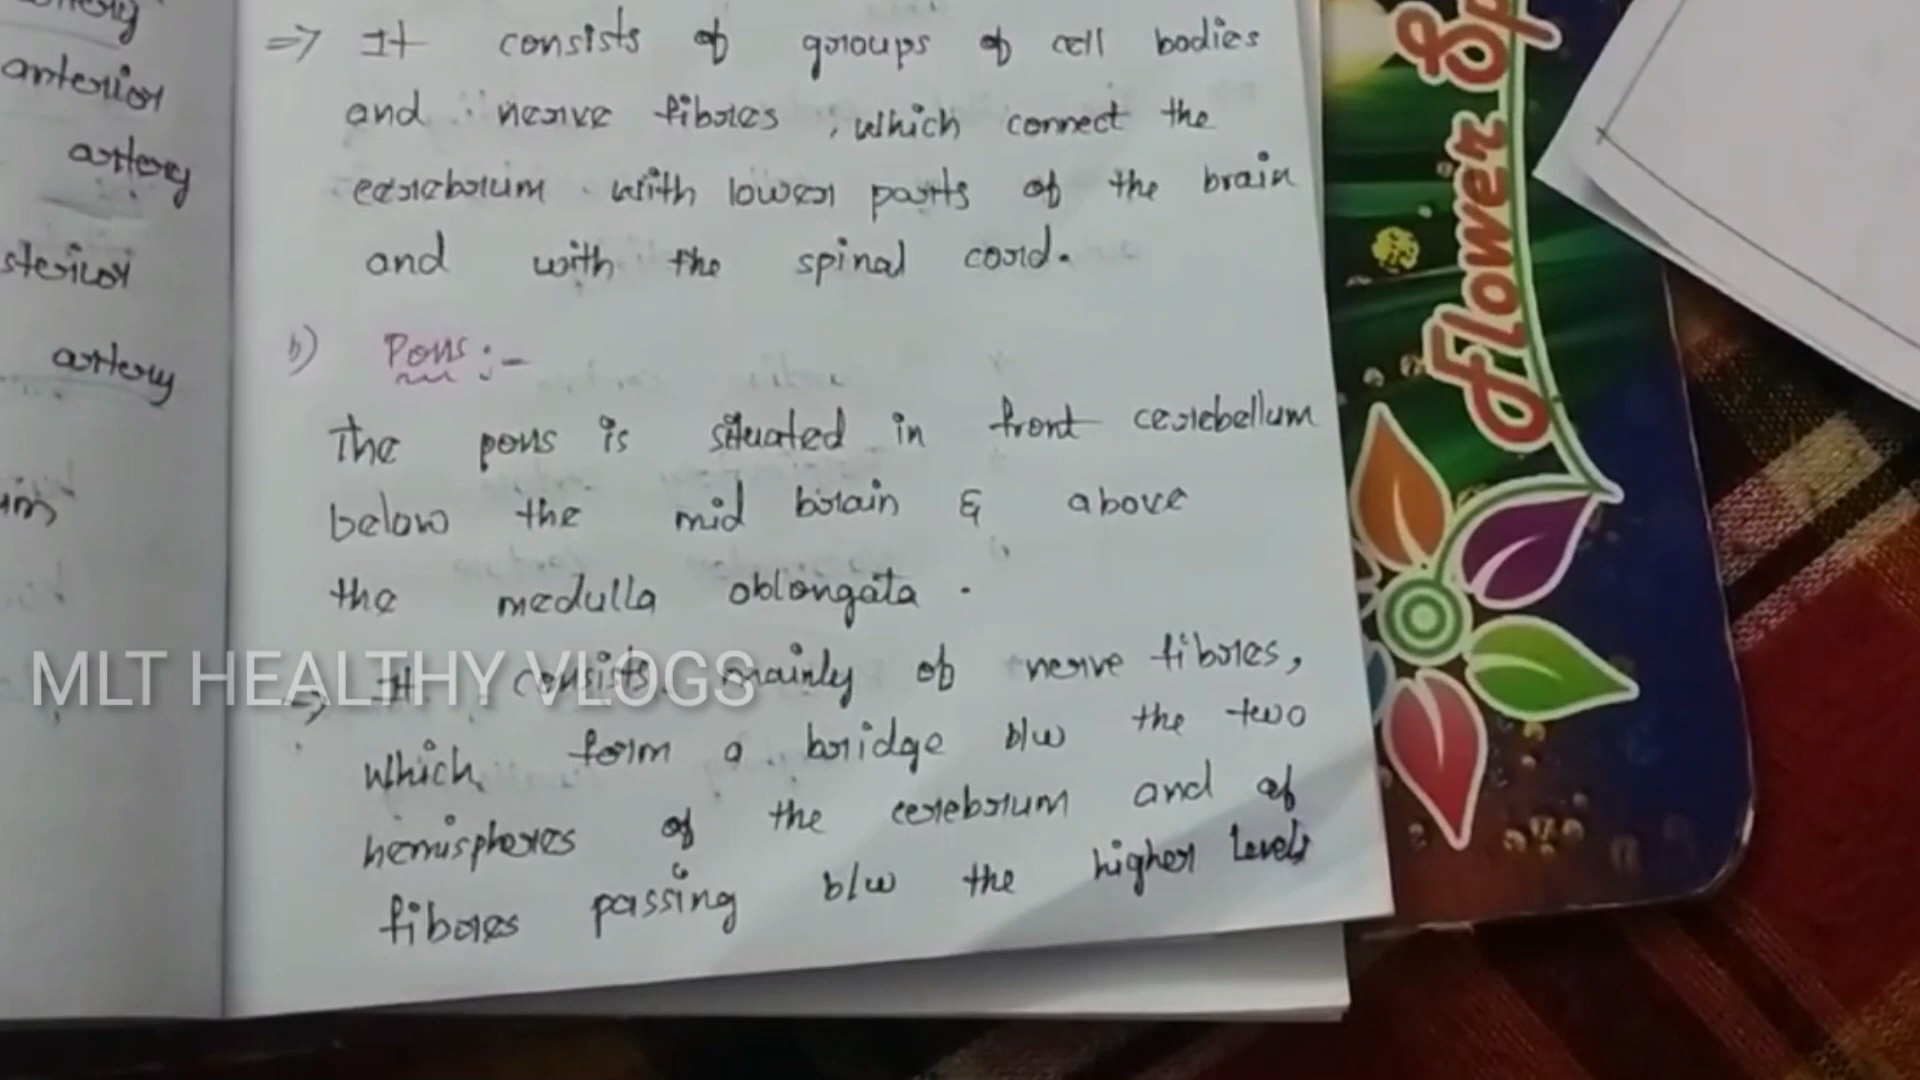 anterior
artery
artery
⇒ It consists of groups of cell bodies
and nerve fibres, which connect the
cerebrum with lower parts of the brain
and with the spinal cord.
b) Pons :-
The pons is situated in front cerebellum
below the mid brain & above
the medulla oblongata.
⇒ It consists mainly of nerve fibres,
which form a bridge b/w the two
hemispheres of the cerebrum and of
fibres passing b/w the higher levels
MLT HEALTHY VLOGS
Flower